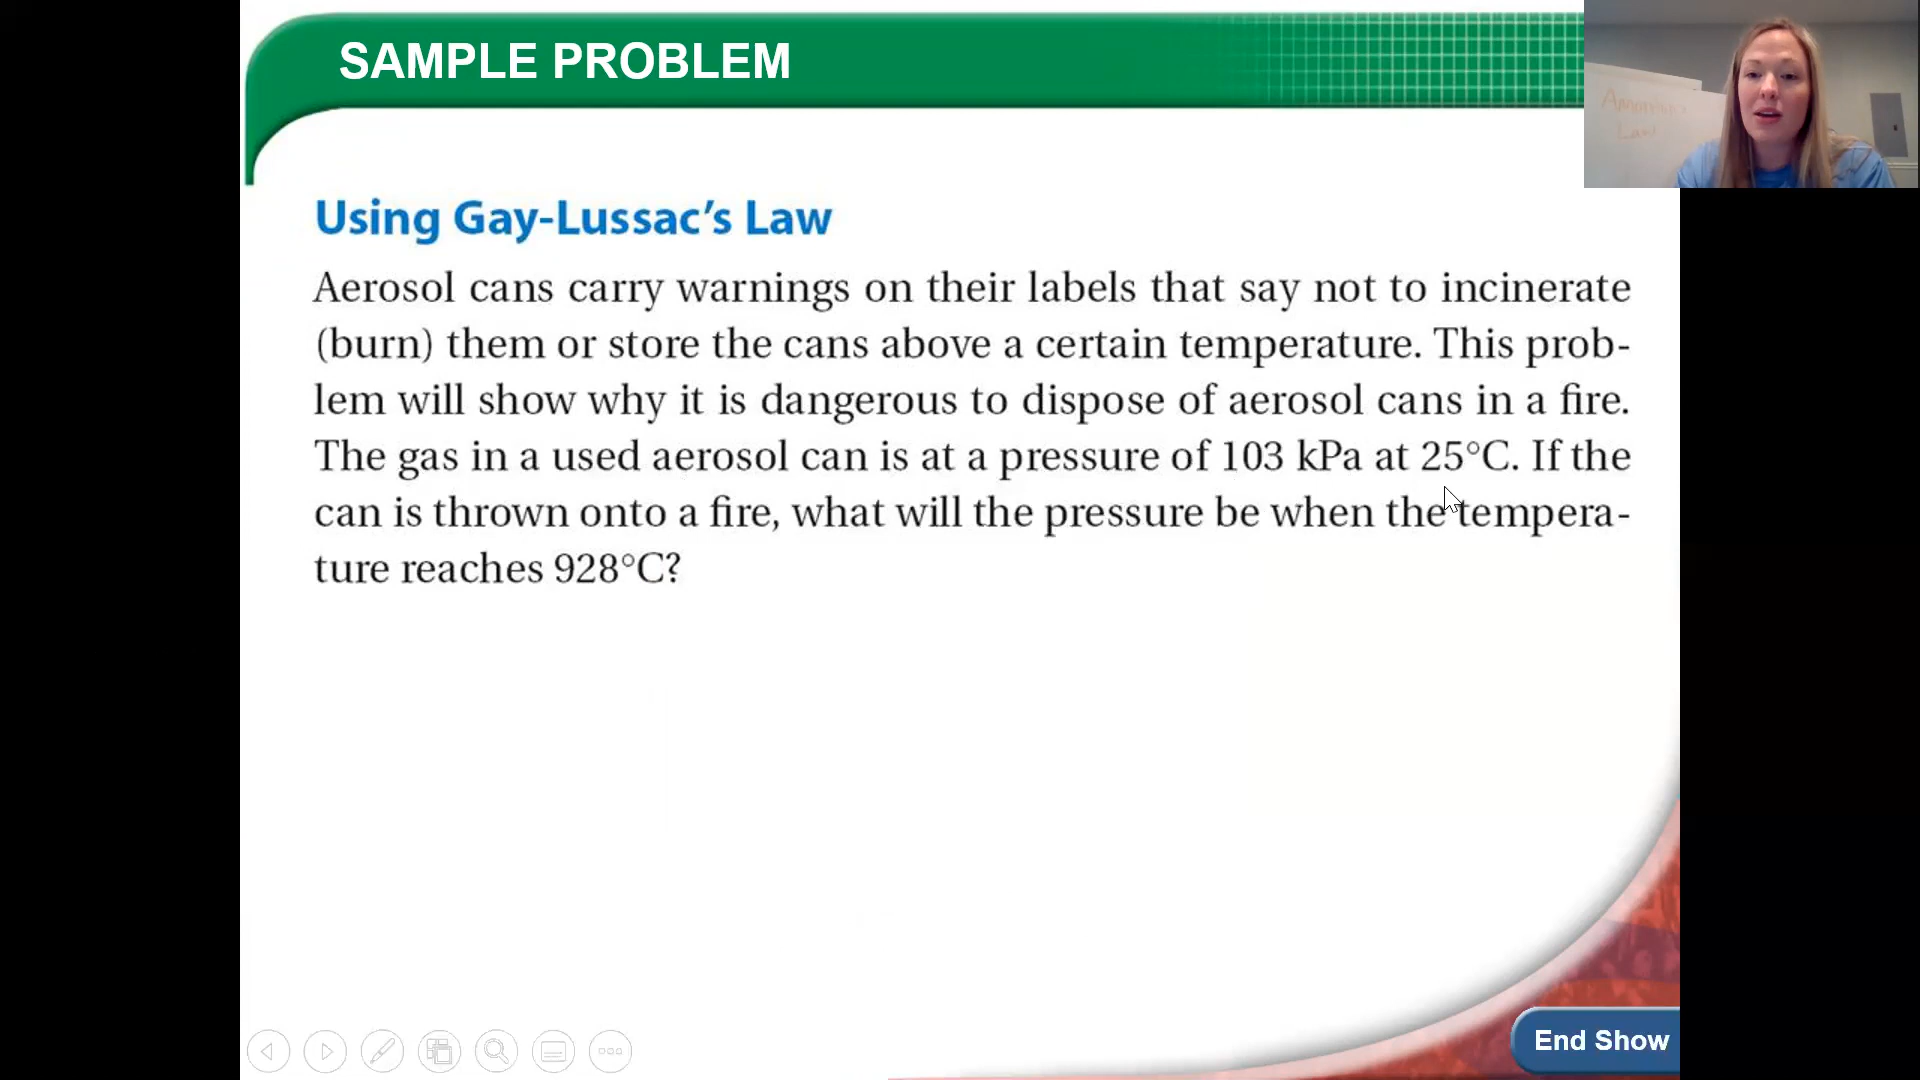 SAMPLE PROBLEM
Using Gay-Lussac's Law
Aerosol cans carry warnings on their labels that say not to incinerate
(burn) them or store the cans above a certain temperature. This prob-
lem will show why it is dangerous to dispose of aerosol cans in a fire.
The gas in a used aerosol can is at a pressure of 103 kPa at 25°C. If the
can is thrown onto a fire, what will the pressure be when the tempera-
ture reaches 928°C?
Law
End Show